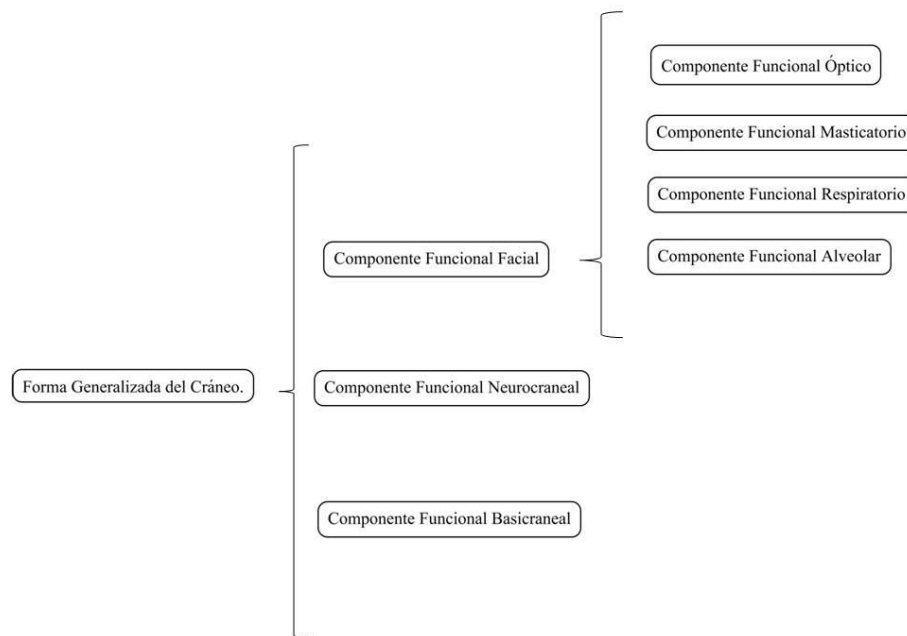 Componente Funcional Óptico
Componente Funcional Masticatorio
Componente Funcional Respiratorio
Componente Funcional Facial
Componente Funcional Alveolar
Forma Generalizada del Cráneo.
Componente Funcional Neurocraneal
Componente Funcional Basicraneal